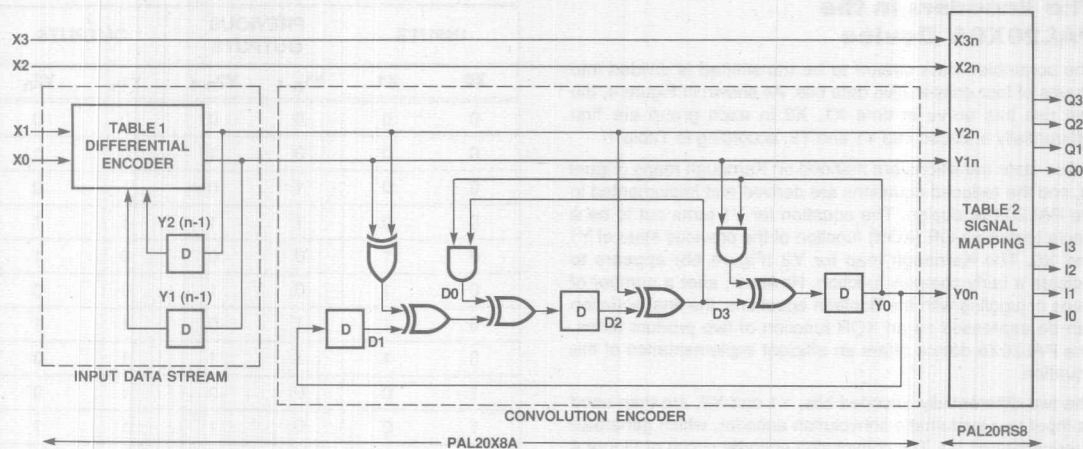 X3
X2
X1
X0
TABLE 1
DIFFERENTIAL
ENCODER
Y2 (n-1)
D
Y1 (n-1)
D
INPUT DATA STREAM
D
D1
D0
D
D2
D3
D
Y0
CONVOLUTION ENCODER
X3n
X2n
Y2n
Y1n
Y0n
TABLE 2
SIGNAL
MAPPING
Q3
Q1
Q0
I3
I2
I1
I0
PAL20X8A
PAL20RS8